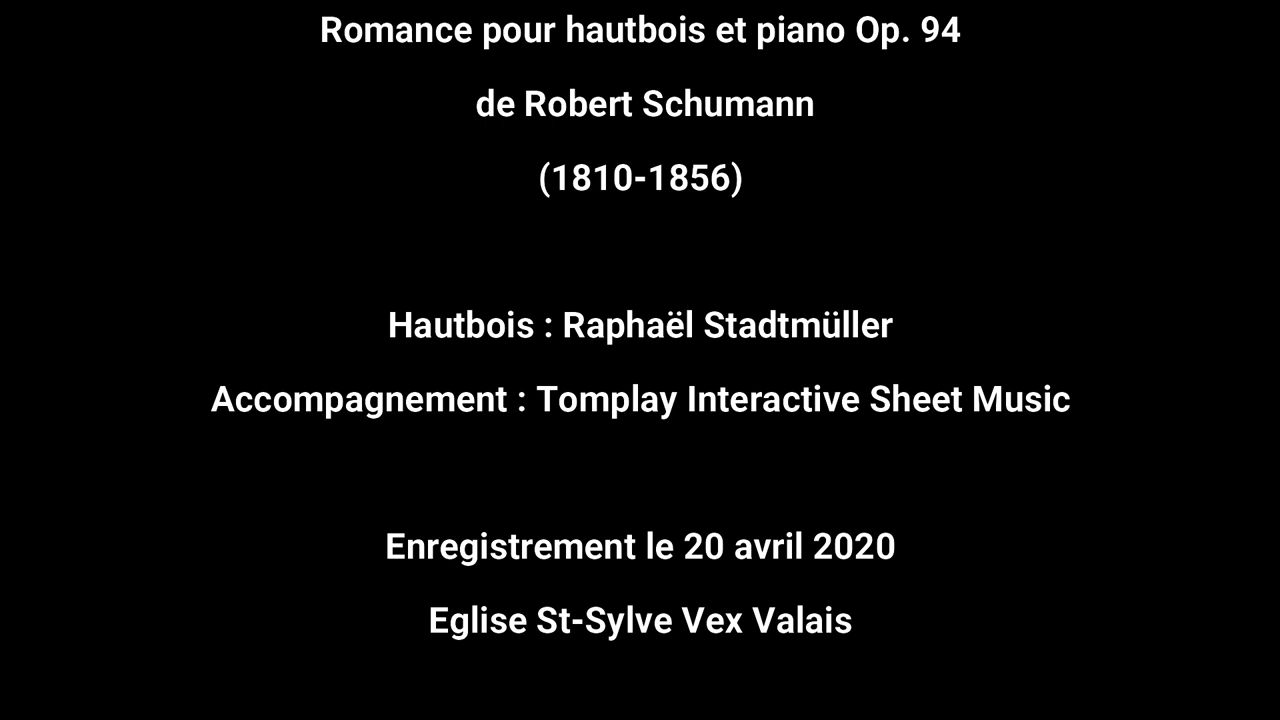 Romance pour hautbois et piano Op. 94
de Robert Schumann
(1810-1856)
Hautbois : Raphaël Stadtmüller
Accompagnement : Tomplay Interactive Sheet Music
Enregistrement le 20 avril 2020
Eglise St-Sylve Vex Valais